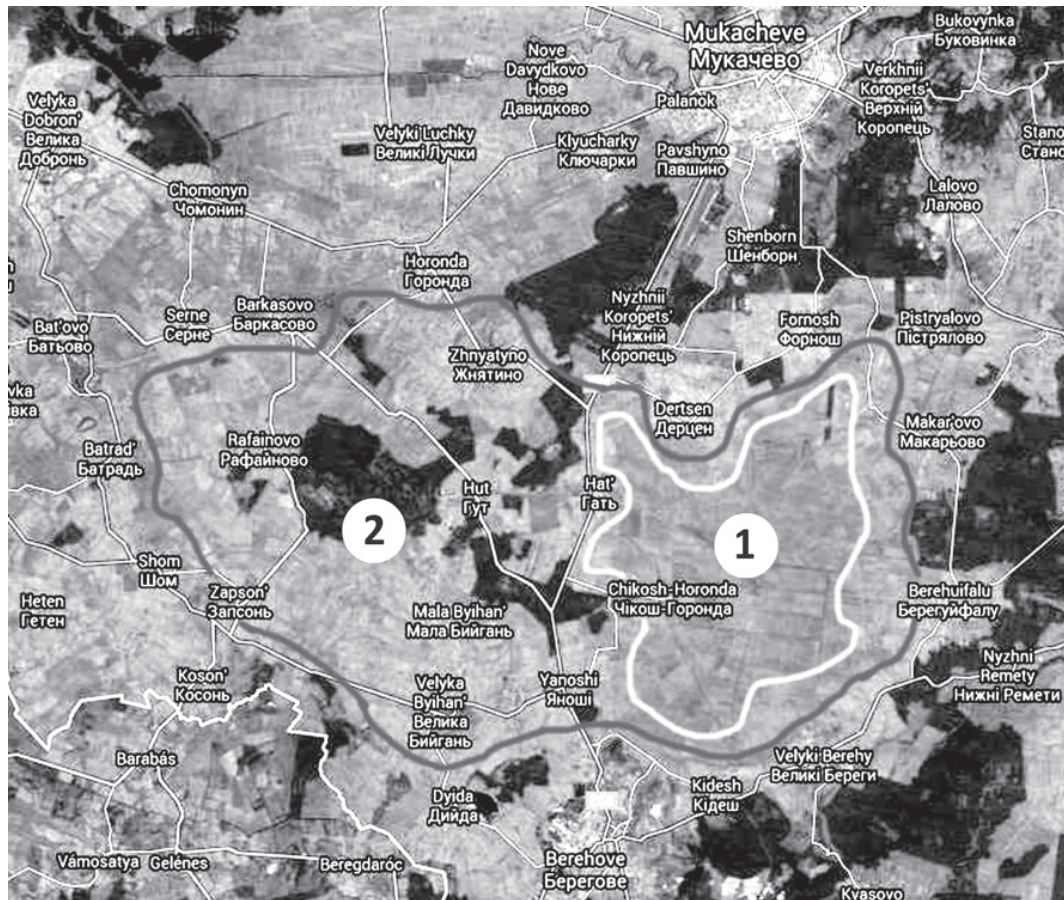 Bukovynka
Буковинка
Mukachevo
Мукачево
Nove
Davydkovo
Нове
Давидково
Verkhnii
Koropets'
Верхній
Коропець
Palanok
Velyka
Dobron'
Велика
Добронь
Velyki Luchky
Великі Лучки
Klyucharky
Ключарки
Pavshyno
Павшино
Stano
Стано
Chomonyn
Чомонин
Lalovo
Лалово
Shenborn
Шенборн
Horonda
Горонда
Nyzhnii
Koropets'
Нижній
Коропець
Serne
Серне
Barkasovo
Баркасово
Fornosh
Форнош
Pistryalovo
Пістрялово
Bat'ovo
Батьово
Zhnyatyno
Жнятино
vka
івка
Dertsen
Дерцен
Makar'ovo
Макарьово
Batrad'
Батрадь
Rafainovo
Рафайново
Hut
Гут
Hat'
Гать
2
1
Shom
Шом
Zapson'
Запсонь
Chikosh-Horonda
Чікош-Горонда
Berehuifalu
Берегуйфалу
Heten
Гетен
Mala Byihan'
Мала Бийгань
Koson'
Косонь
Velyka
Byihan'
Велика
Бийгань
Yanoshi
Яноші
Nyzhni
Remety
Нижні Ремети
Barabás
Velyki Berehy
Великі Береги
Kidesh
Кідеш
Dyida
Дийда
Vámosatya
Gelénes
Beregdaróc
Berehove
Берегове
Kvasovo